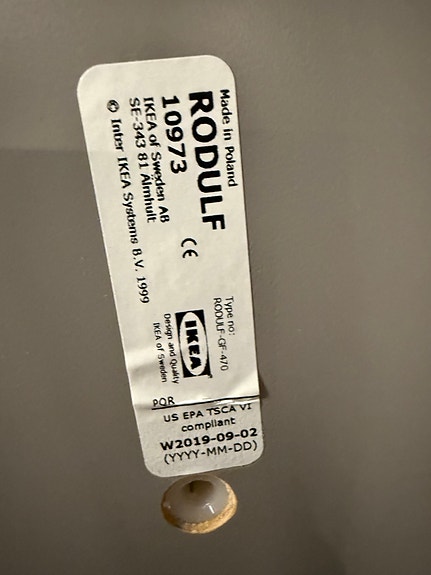 Made in Poland
RODULF
10973
IKEA of Sweden AB
SE-343 81 Älmhult
© Inter IKEA Systems B.V. 1999
CE
Type no:
RODULF-GF-470
IKEA
Design and Quality
IKEA of Sweden
PQR
US EPA TSCA VI
compliant
W2019-09-02
(YYYY-MM-DD)